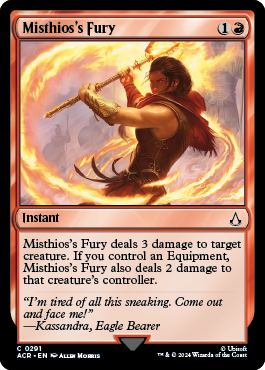 Misthios's Fury 1
Instant
Misthios's Fury deals 3 damage to target
creature. If you control an Equipment,
Misthios's Fury also deals 2 damage to
that creature's controller.
"I'm tired of all this sneaking. Come out
and face me!"
—Kassandra, Eagle Bearer
C 0291 © Ubisoft
ACR • EN Allen Morris ™ & © 2024 Wizards of the Coast